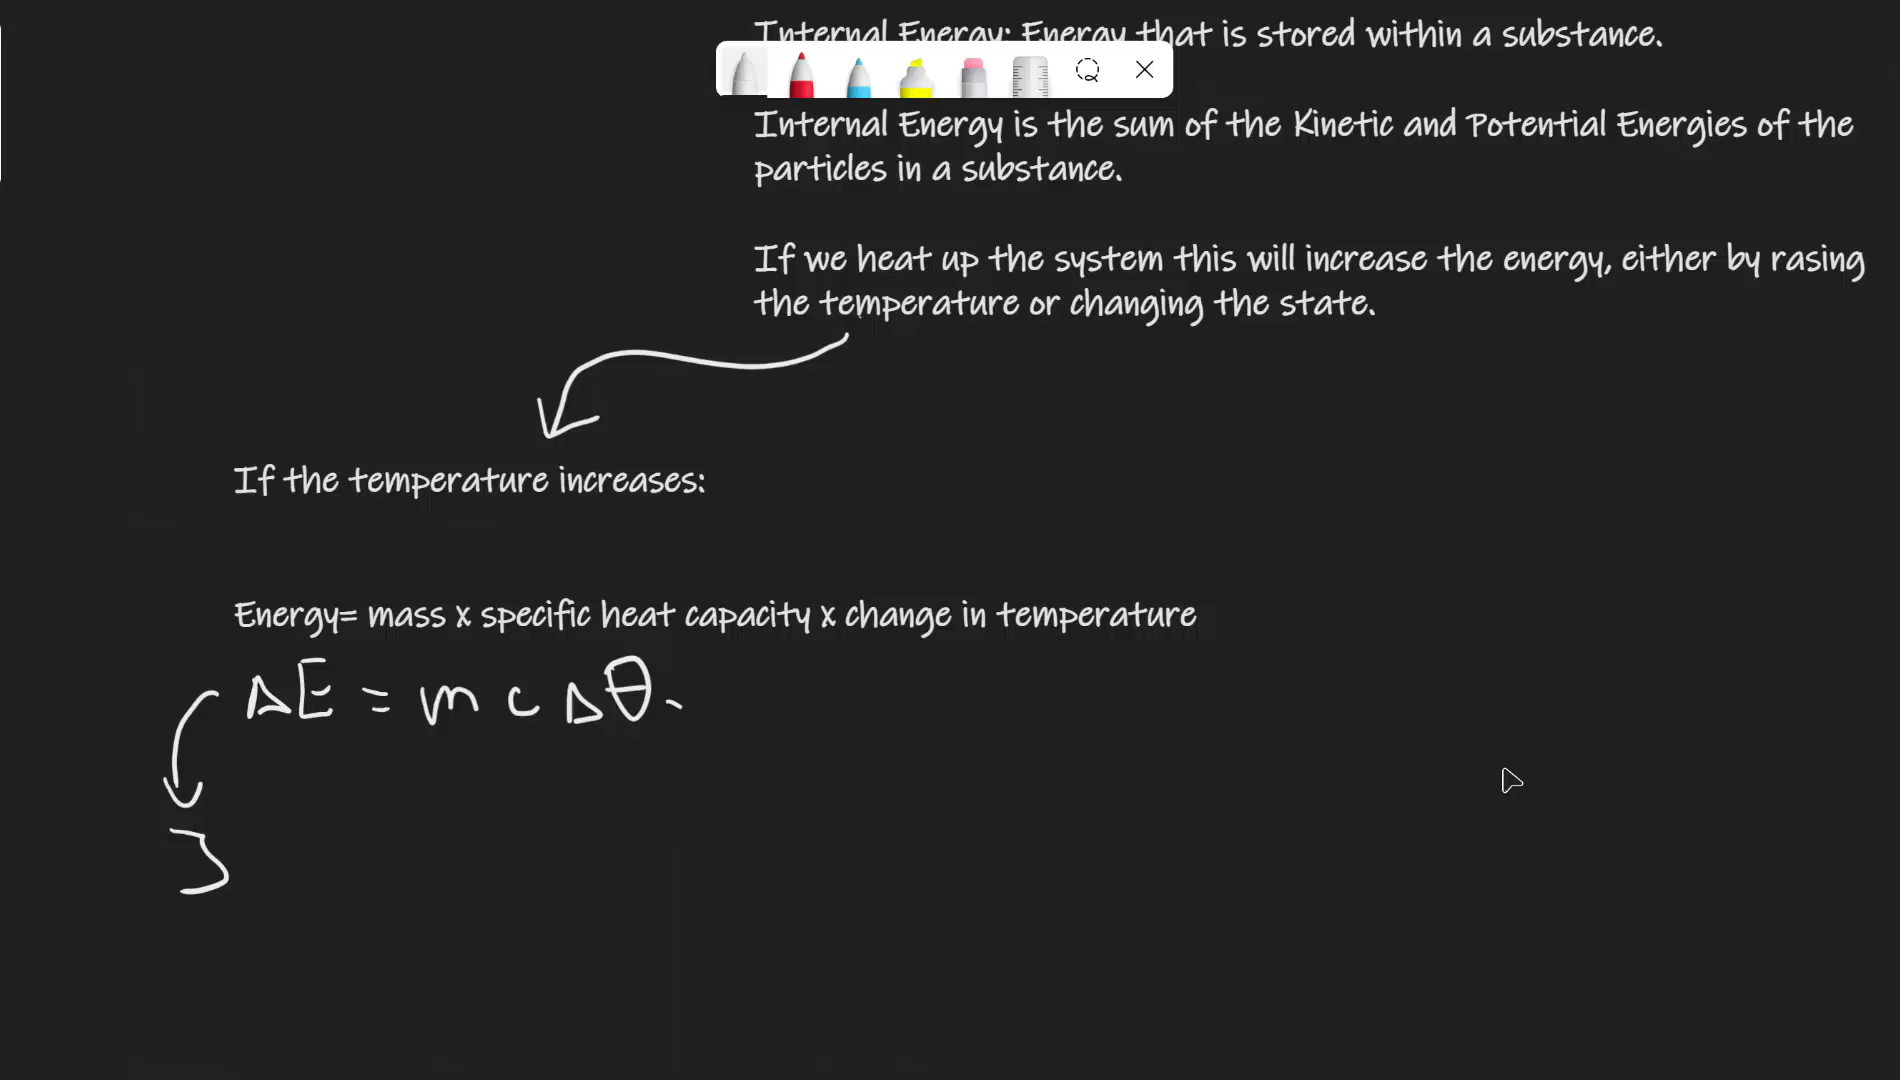 Internal Energy: Energy that is stored within a substance.
Internal Energy is the sum of the Kinetic and Potential Energies of the
particles in a substance.
If we heat up the system this will increase the energy, either by rasing
the temperature or changing the state.
If the temperature increases:
Energy= mass x specific heat capacity x change in temperature
ΔE = m c Δθ.
J